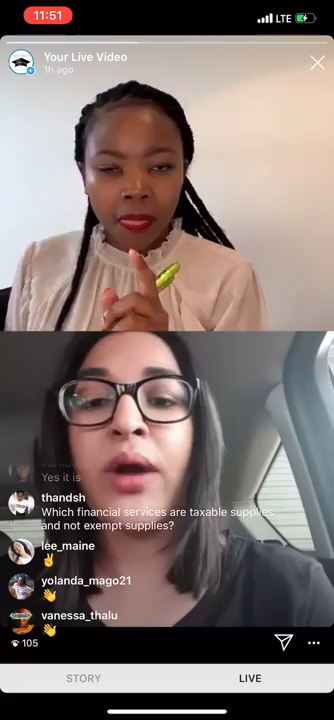 11:51
LTE
Your Live Video
1h ago
Yes it is
thandsh
Which financial services are taxable supplies
and not exempt supplies?
lee_maine
yolanda_mago21
vanessa_thalu
105
STORY
LIVE